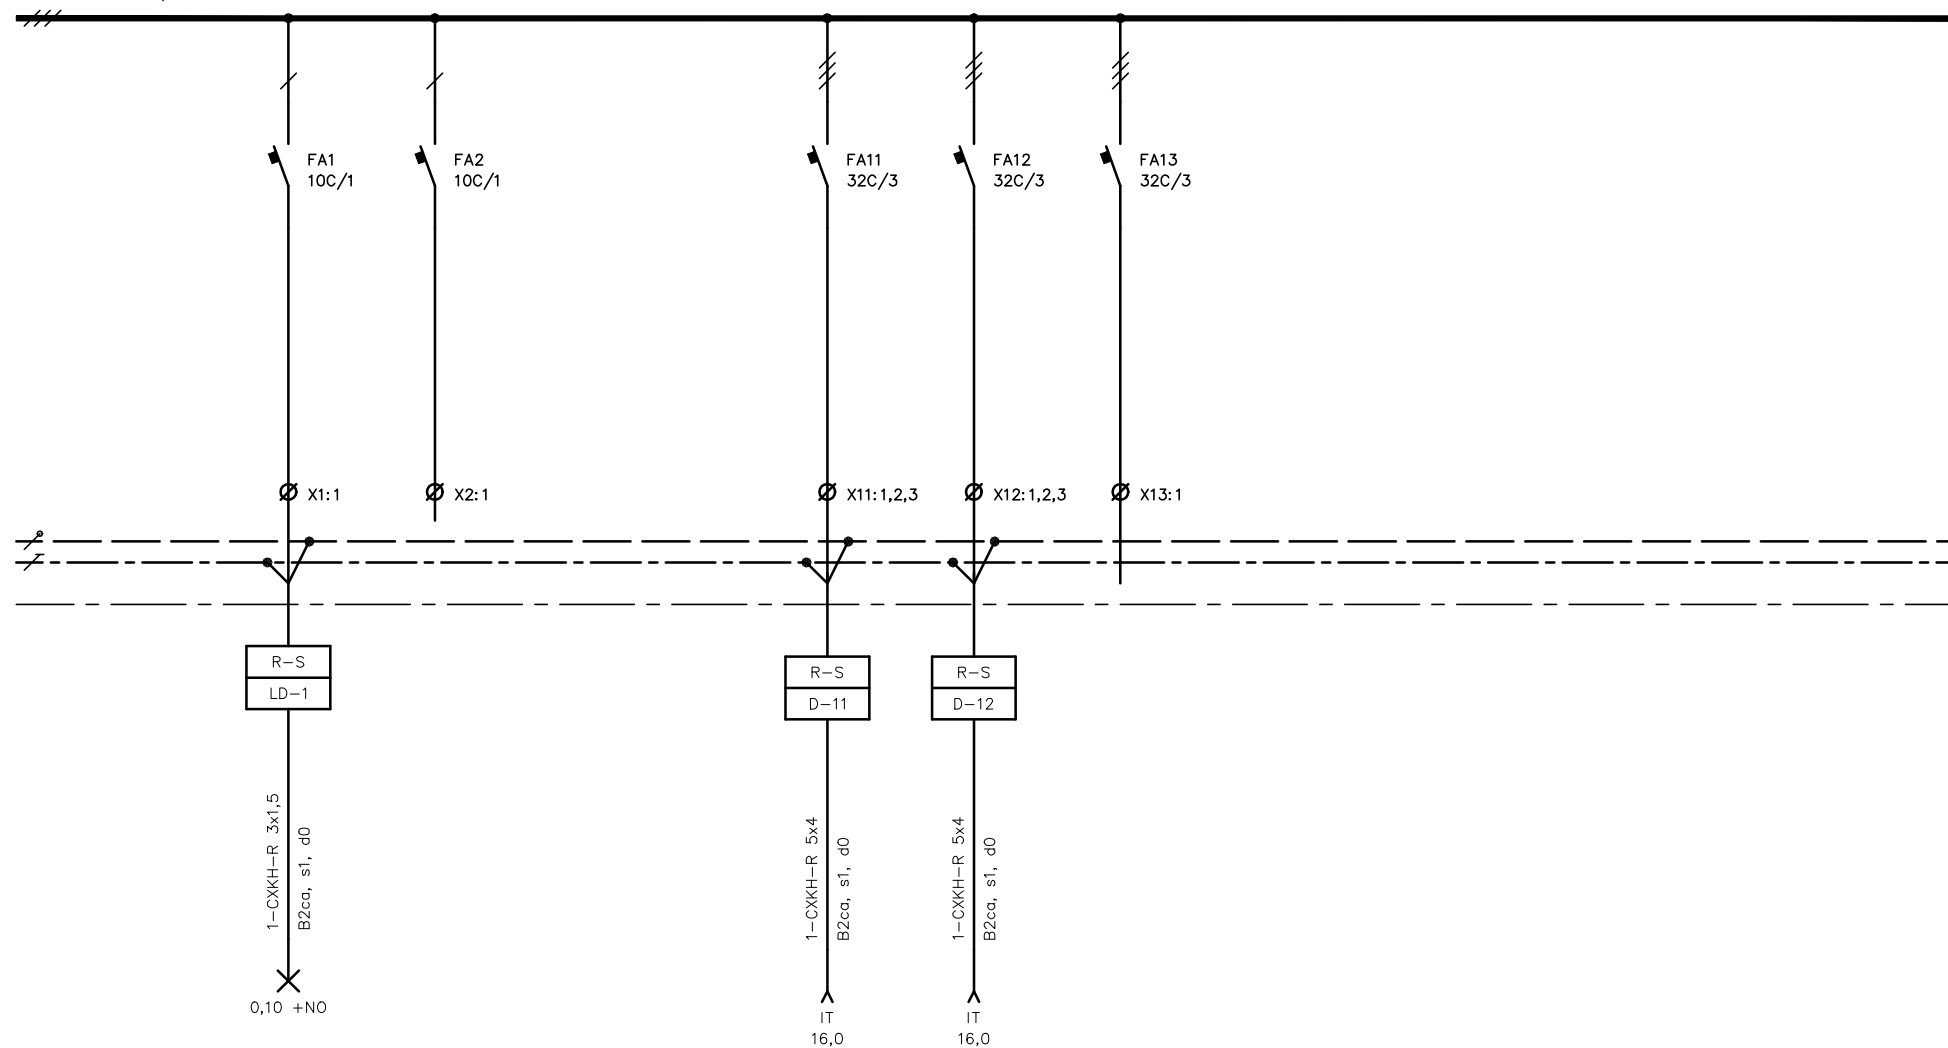 FA1
10C/1
FA2
10C/1
FA11
32C/3
FA12
32C/3
FA13
32C/3
X1:1
X2:1
X11:1,2,3
X12:1,2,3
X13:1
R-S
LD-1
R-S
D-11
R-S
D-12
1-CXKH-R 3x1,5
B2ca, s1, d0
1-CXKH-R 5x4
B2ca, s1, d0
1-CXKH-R 5x4
B2ca, s1, d0
0,10 +NO
IT
16,0
IT
16,0